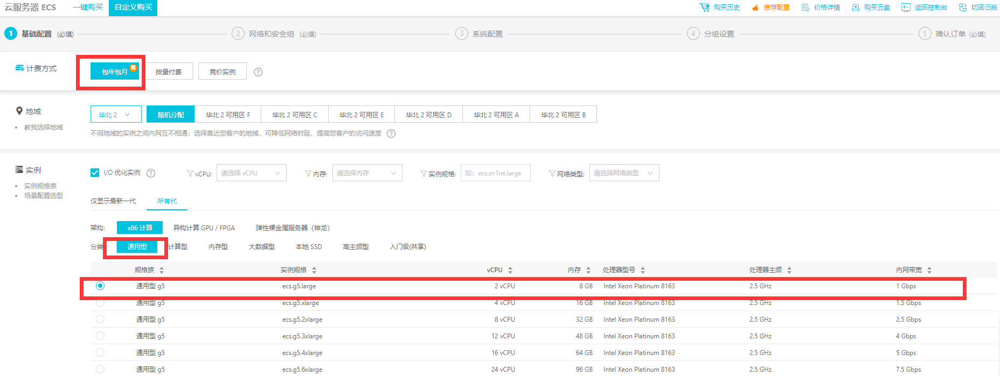 云服务器 ECS 一键购买 自定义购买 购买历史 推荐配置 价格详情 购买云盘 返回控制台 切回旧版
1 基础配置 (必填) 2 网络和安全组 (必填) 3 系统配置 4 分组设置 5 确认订单 (必填)
计费方式 包年包月 惠 按量付费 竞价实例 ?
地域 华北 2 随机分配 华北 2 可用区 F 华北 2 可用区 C 华北 2 可用区 E 华北 2 可用区 D 华北 2 可用区 A 华北 2 可用区 B
• 教我选择地域
不同地域的实例之间内网互不相通；选择靠近您客户的地域，可降低网络时延、提高您客户的访问速度 ?
实例 I/O 优化实例 ? vCPU: 请选择 vCPU 内存: 请选择内存 实例规格: 如：ecs.sn1ne.large 网络类型: 请选择网络类型
• 实例规格族
• 场景配置选型
仅显示最新一代 所有代
架构: x86 计算 异构计算 GPU / FPGA 弹性裸金属服务器（神龙）
分类 通用型 计算型 内存型 大数据型 本地 SSD 高主频型 入门级(共享)
规格族 实例规格 vCPU 内存 处理器型号 处理器主频 内网带宽
通用型 g5 ecs.g5.large 2 vCPU 8 GB Intel Xeon Platinum 8163 2.5 GHz 1 Gbps
通用型 g5 ecs.g5.xlarge 4 vCPU 16 GB Intel Xeon Platinum 8163 2.5 GHz 1.5 Gbps
通用型 g5 ecs.g5.2xlarge 8 vCPU 32 GB Intel Xeon Platinum 8163 2.5 GHz 2.5 Gbps
通用型 g5 ecs.g5.3xlarge 12 vCPU 48 GB Intel Xeon Platinum 8163 2.5 GHz 4 Gbps
通用型 g5 ecs.g5.4xlarge 16 vCPU 64 GB Intel Xeon Platinum 8163 2.5 GHz 5 Gbps
通用型 g5 ecs.g5.6xlarge 24 vCPU 96 GB Intel Xeon Platinum 8163 2.5 GHz 7.5 Gbps